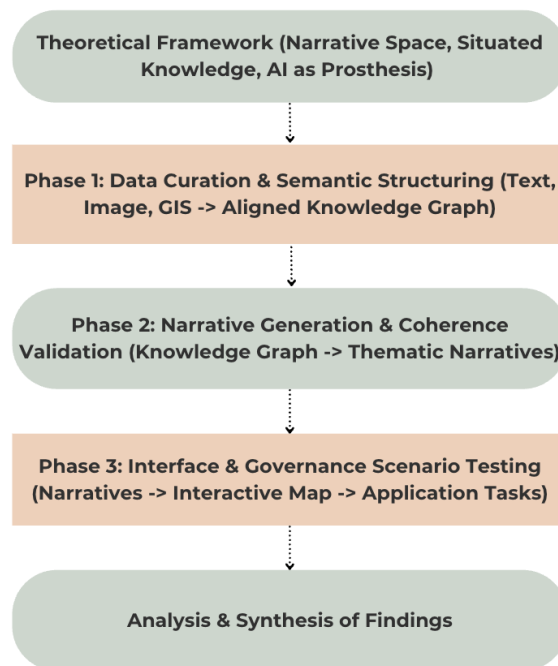 Theoretical Framework (Narrative Space, Situated
Knowledge, AI as Prosthesis)
Phase 1: Data Curation & Semantic Structuring (Text,
Image, GIS -> Aligned Knowledge Graph)
Phase 2: Narrative Generation & Coherence
Validation (Knowledge Graph -> Thematic Narratives)
Phase 3: Interface & Governance Scenario Testing
(Narratives -> Interactive Map -> Application Tasks)
Analysis & Synthesis of Findings